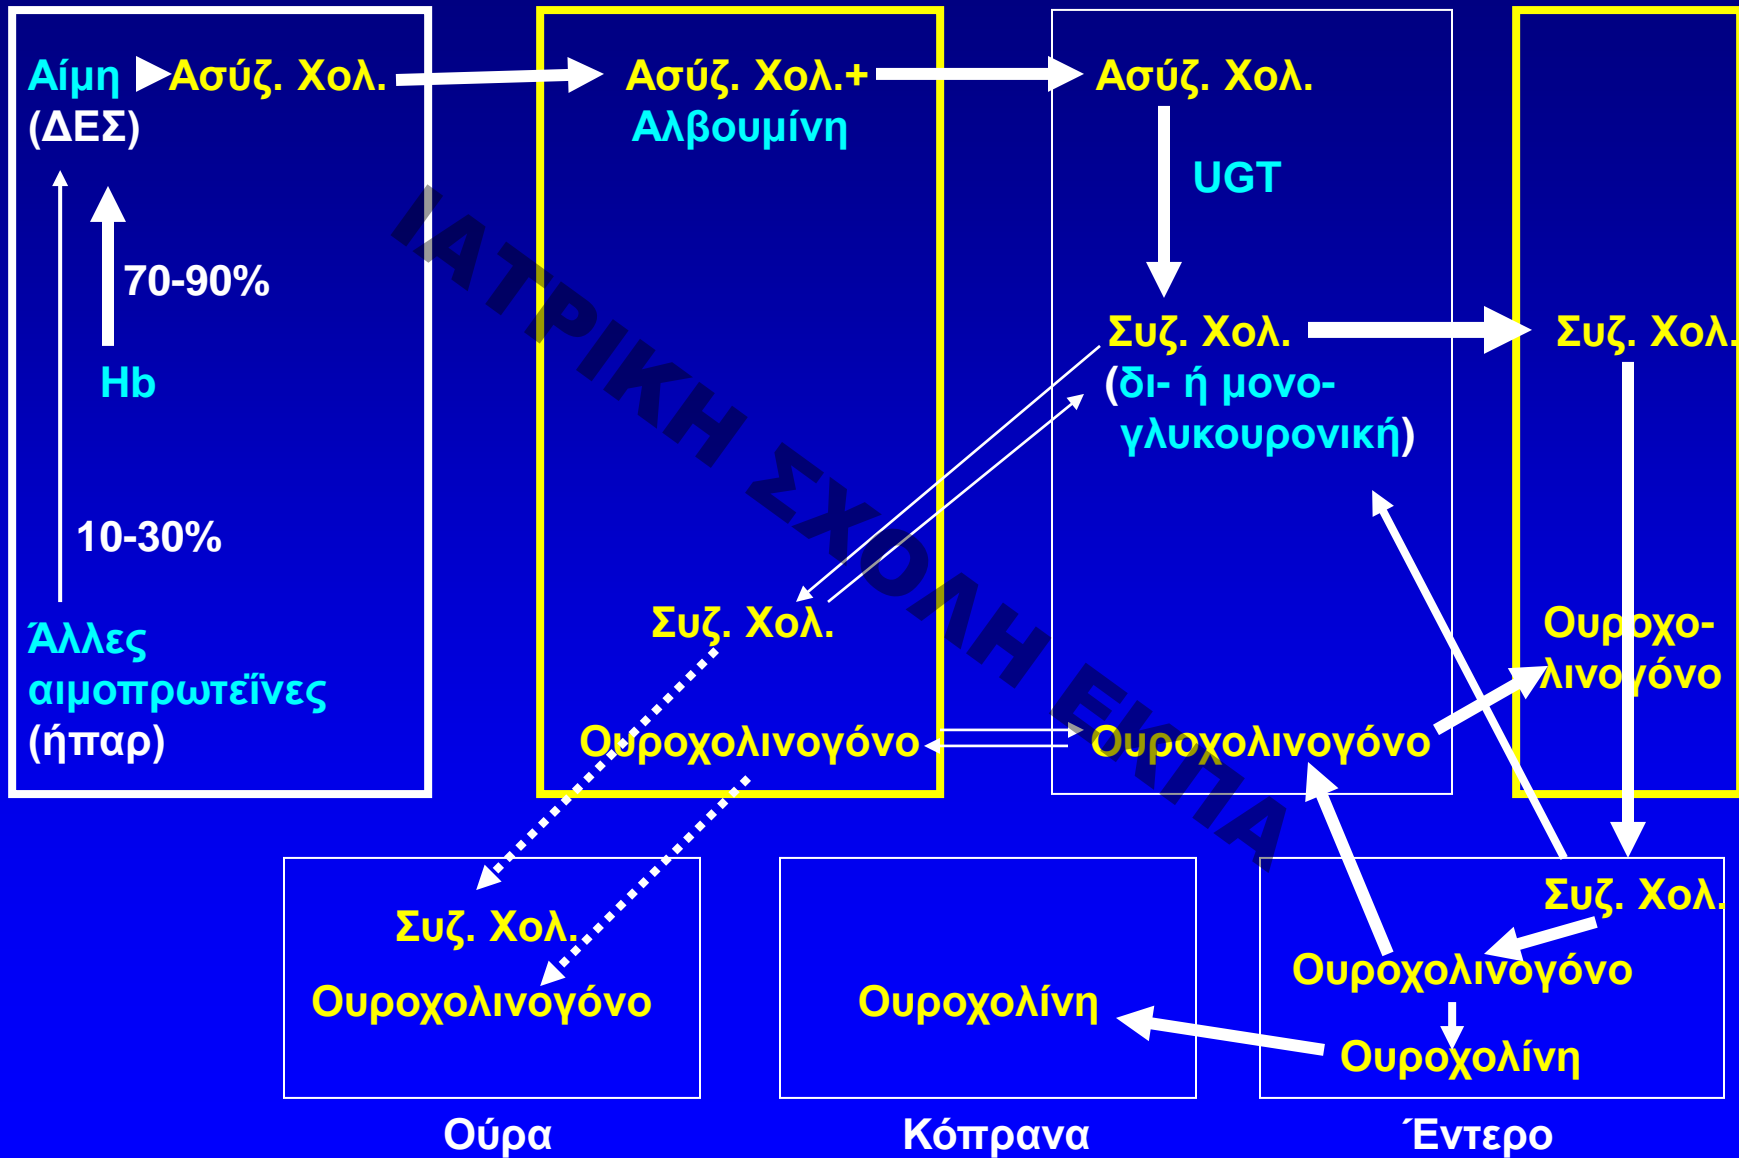 Αίμη Ασύζ. Χολ.
(ΔΕΣ)
70-90%
Hb
10-30%
Άλλες
αιμοπρωτεΐνες
(ήπαρ)
Ασύζ. Χολ.+
Αλβουμίνη
Συζ. Χολ.
Ουροχολινογόνο
Ασύζ. Χολ.
UGT
Συζ. Χολ.
(δι- ή μονο-
γλυκουρονική)
Ουροχολινογόνο
Συζ. Χολ.
Ουροχο-
λινογόνο
ΙΑΤΡΙΚΗ ΣΧΟΛΗ ΕΚΠΑ
Συζ. Χολ.
Ουροχολινογόνο
Ούρα
Ουροχολίνη
Κόπρανα
Συζ. Χολ.
Ουροχολινογόνο
Ουροχολίνη
Έντερο